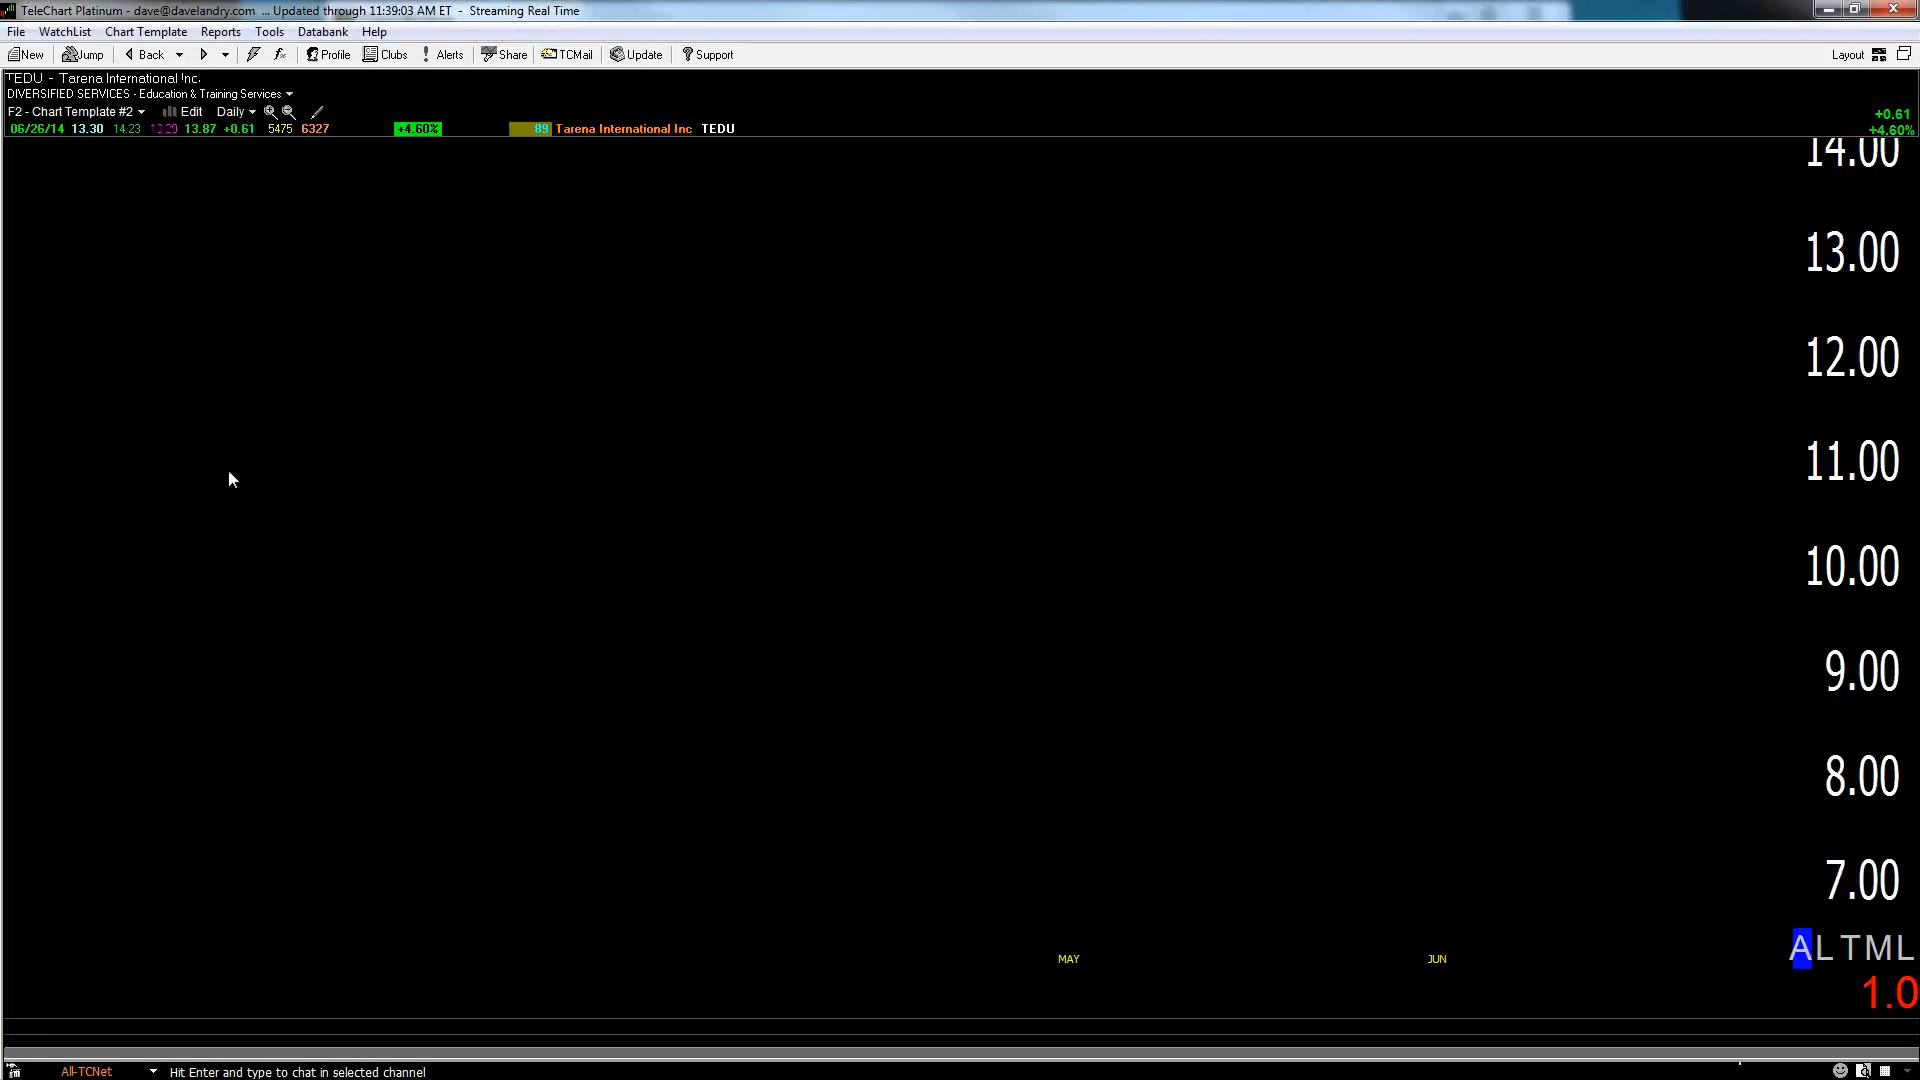 TeleChart Platinum - dave@davelandry.com ... Updated through 11:39:03 AM ET - Streaming Real Time
File WatchList Chart Template Reports Tools Databank Help
New Jump Back Profile Clubs Alerts Share TCMail Update Support Layout
TEDU - Tarena International Inc.
DIVERSIFIED SERVICES - Education & Training Services
F2 - Chart Template #2 Edit Daily
+0.61
06/26/14 13.30 14.23 13.87 +0.61 5475 6327 +4.60% 89 Tarena International Inc TEDU
+4.60%
14.00
13.00
12.00
11.00
10.00
9.00
8.00
7.00
ALTML
MAY JUN
1.0
All-TCNet Hit Enter and type to chat in selected channel